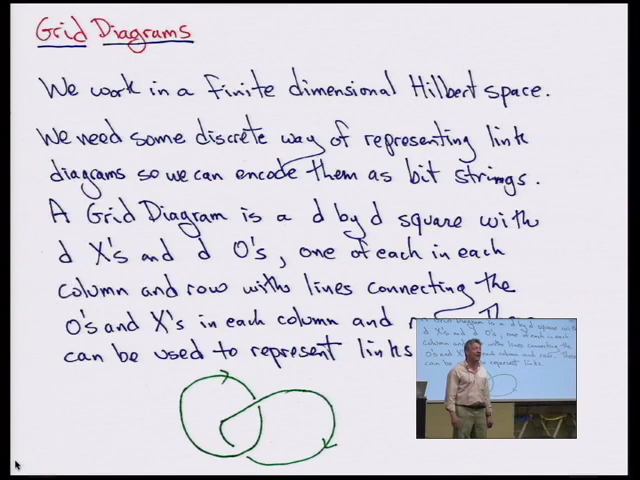 Grid Diagrams
We work in a finite dimensional Hilbert space.
We need some discrete way of representing link
diagrams so we can encode them as bit strings.
A Grid Diagram is a d by d square with
d X's and d O's, one of each in each
column and row with lines connecting the
O's and X's in each column and
can be used to represent links